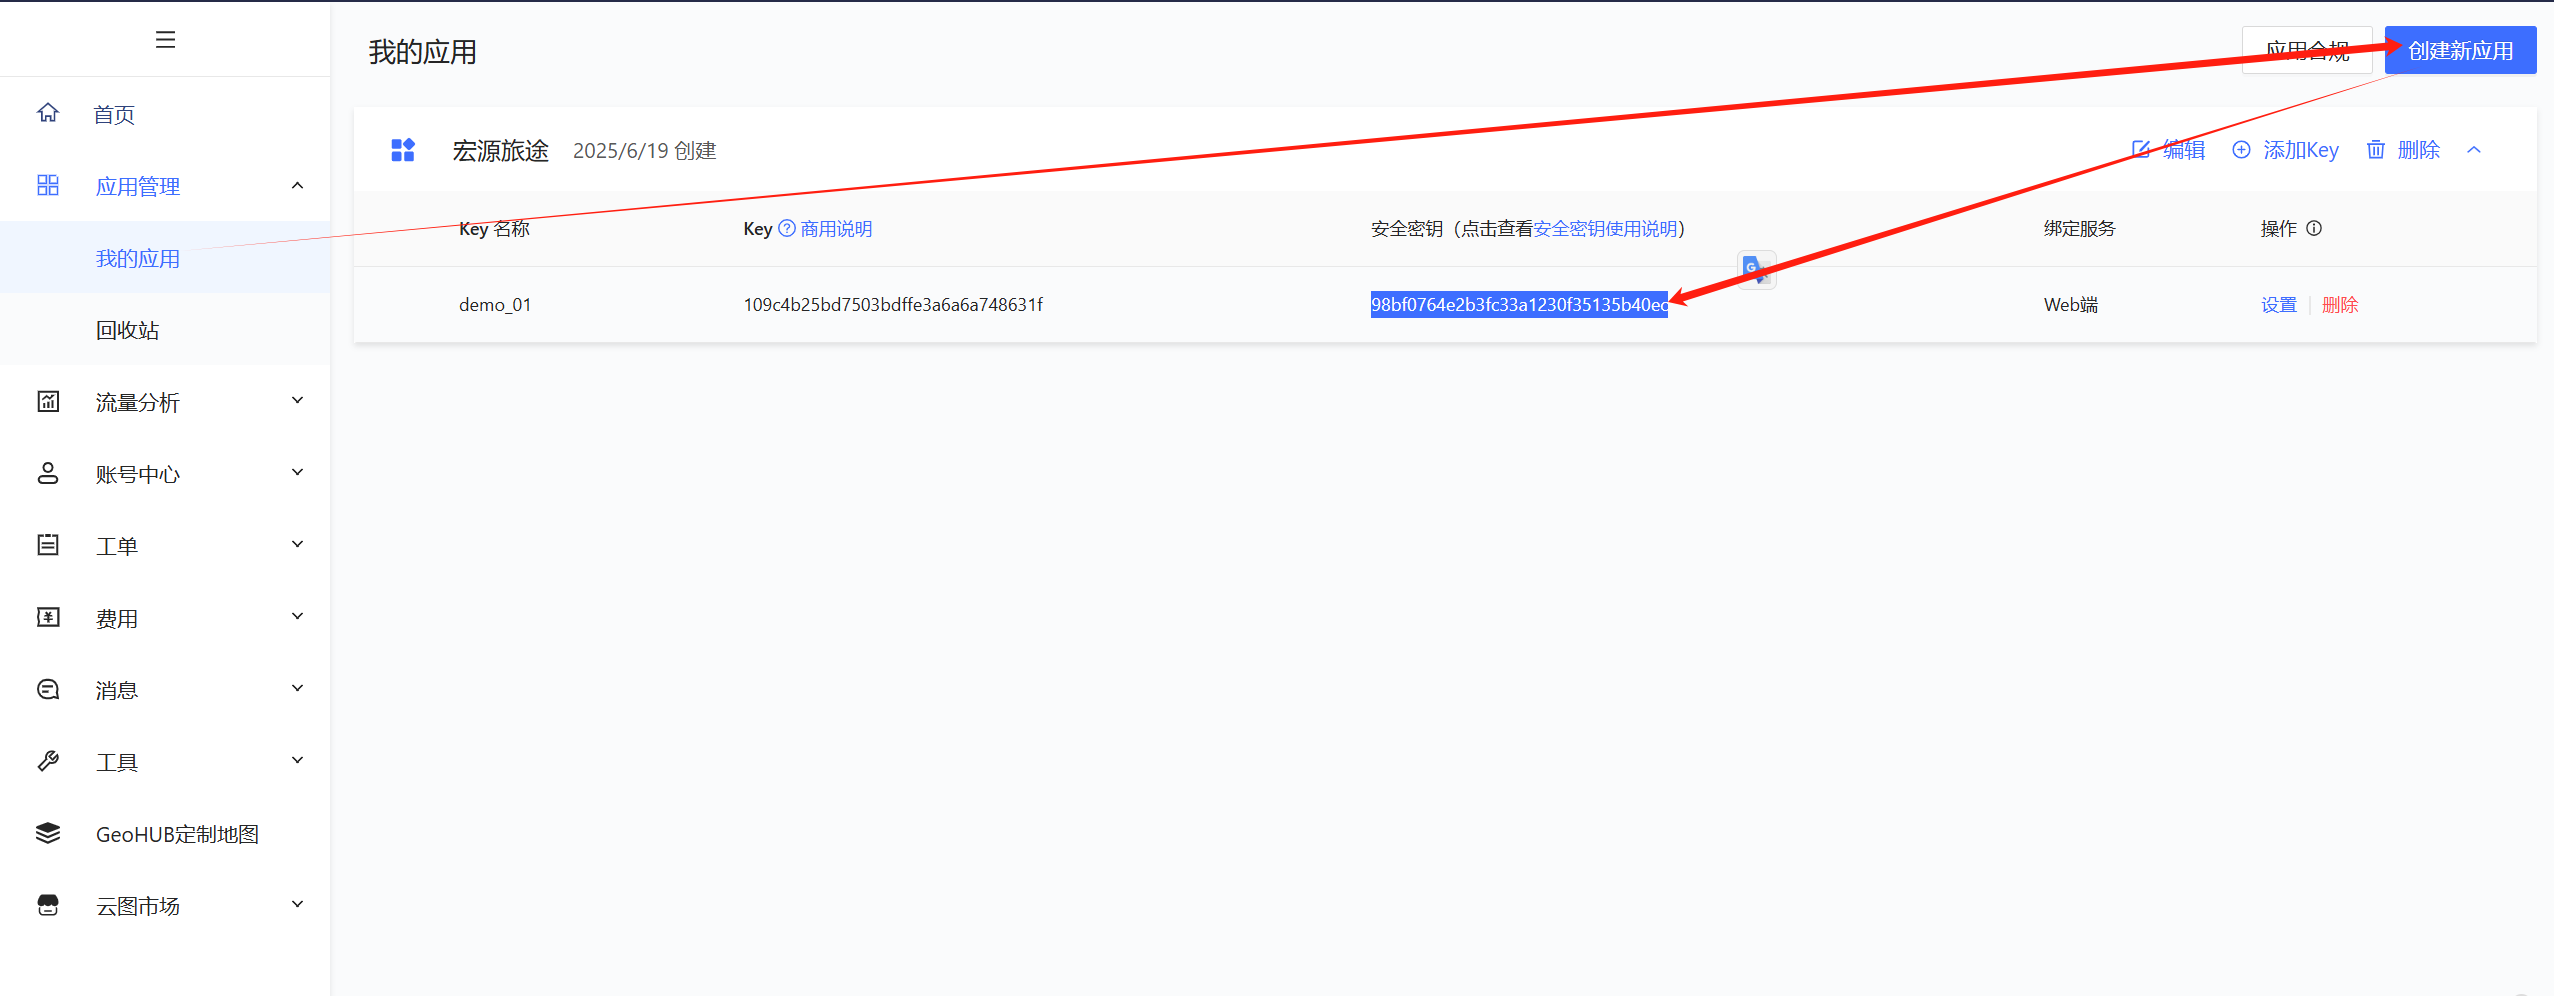 我的应用
应用合规
创建新应用
首页
应用管理
我的应用
回收站
流量分析
账号中心
工单
费用
消息
工具
GeoHUB定制地图
云图市场
宏源旅途 2025/6/19 创建
编辑 添加Key 删除
Key 名称 Key 商用说明 安全密钥（点击查看安全密钥使用说明） 绑定服务 操作
demo_01 109c4b25bd7503bdffe3a6a6a748631f 98bf0764e2b3fc33a1230f35135b40ec Web端 设置 删除